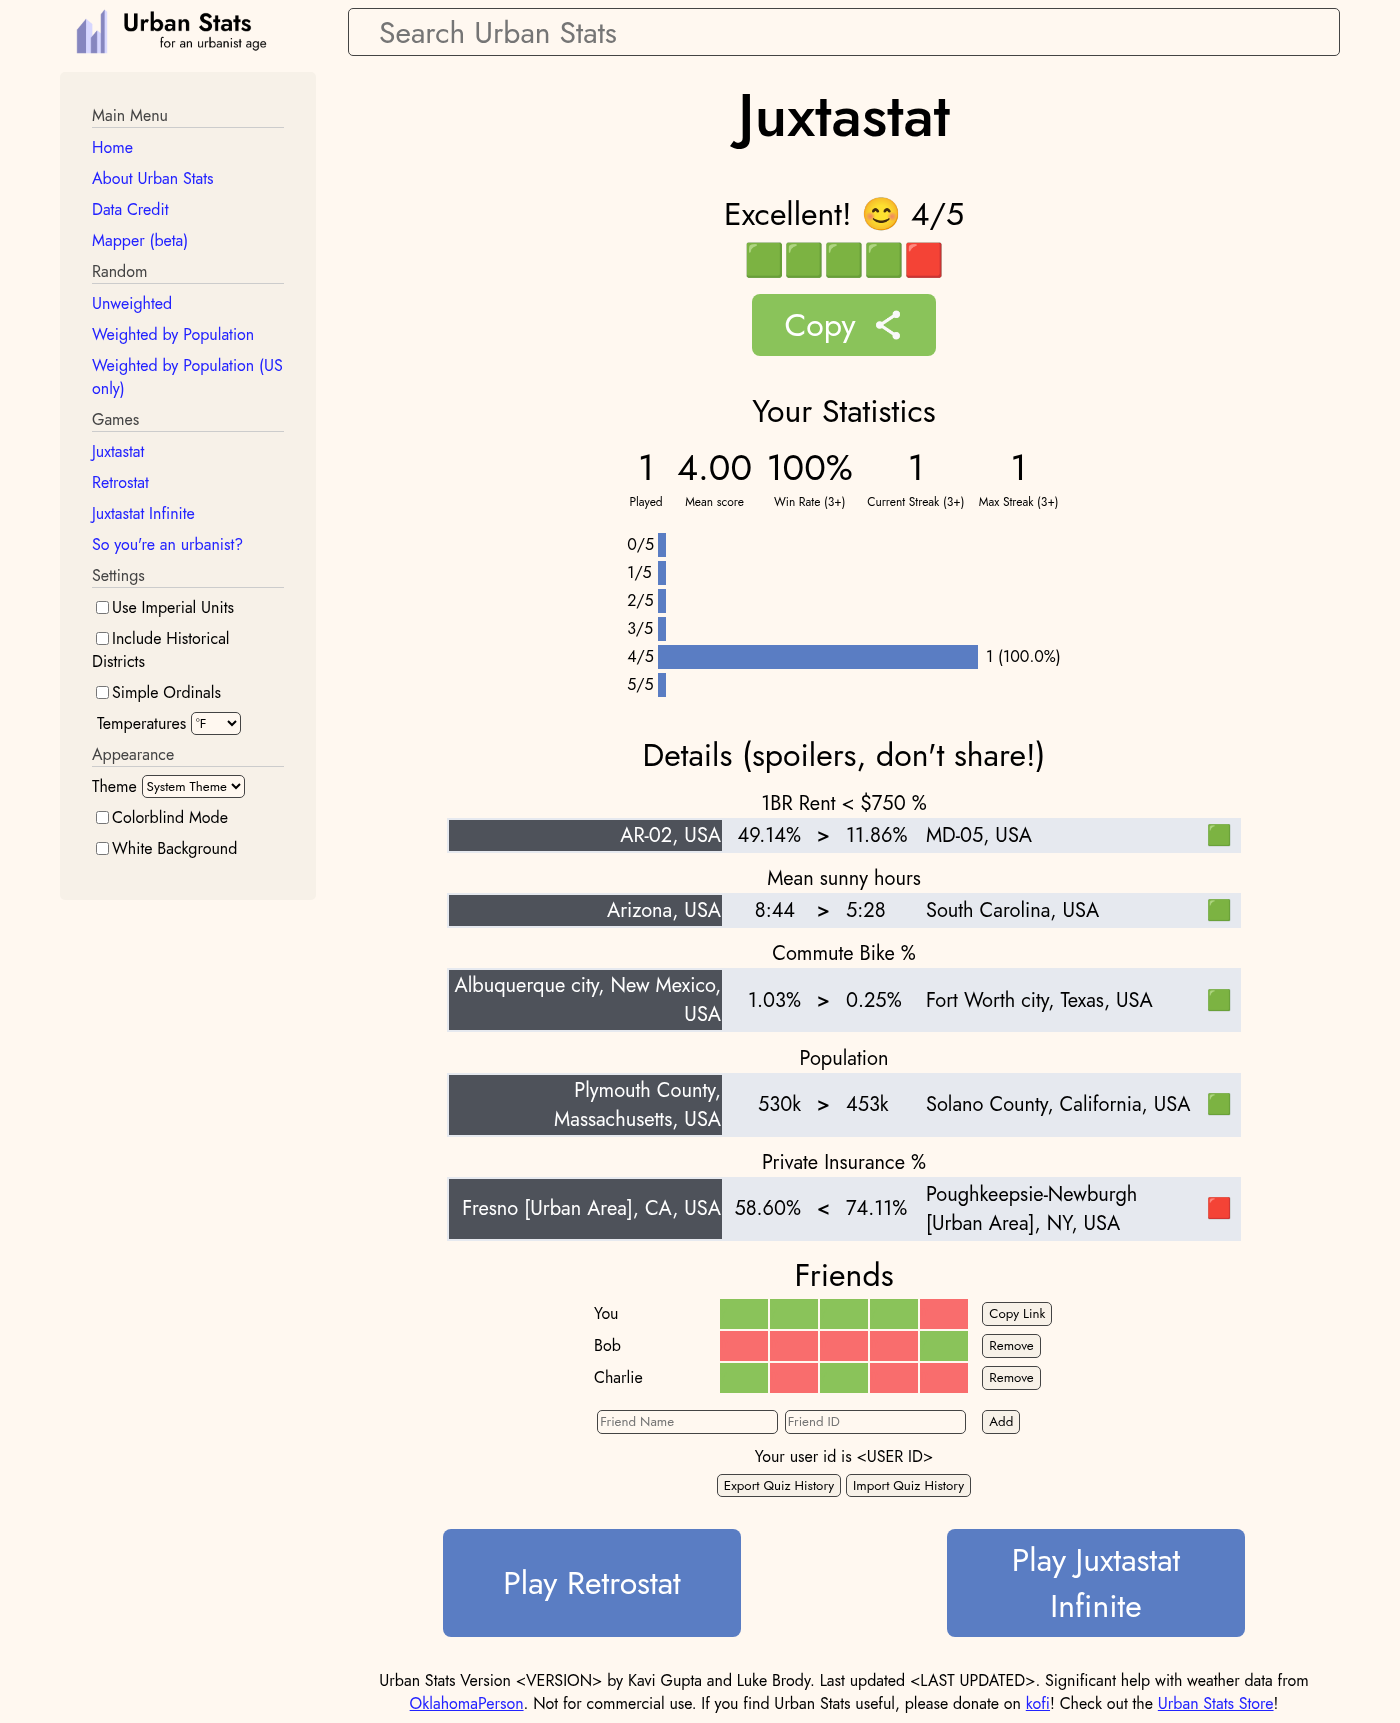 Urban Stats
for an urbanist age
Search Urban Stats
Main Menu
Home
About Urban Stats
Data Credit
Mapper (beta)
Random
Unweighted
Weighted by Population
Weighted by Population (US
only)
Games
Juxtastat
Retrostat
Juxtastat Infinite
So you're an urbanist?
Settings
Use Imperial Units
Include Historical
Districts
Simple Ordinals
Temperatures °F
Appearance
Theme System Theme
Colorblind Mode
White Background
Juxtastat
Excellent! 😊 4/5
Copy
Your Statistics
1 4.00 100% 1 1
Played Mean score Win Rate (3+) Current Streak (3+) Max Streak (3+)
0/5
1/5
2/5
3/5
4/5 1 (100.0%)
5/5
Details (spoilers, don't share!)
1BR Rent < $750 %
AR-02, USA 49.14% > 11.86% MD-05, USA
Mean sunny hours
Arizona, USA 8:44 > 5:28 South Carolina, USA
Commute Bike %
Albuquerque city, New Mexico,
USA 1.03% > 0.25% Fort Worth city, Texas, USA
Population
Plymouth County,
Massachusetts, USA 530k > 453k Solano County, California, USA
Private Insurance %
Fresno [Urban Area], CA, USA 58.60% < 74.11% Poughkeepsie-Newburgh
[Urban Area], NY, USA
Friends
You Copy Link
Bob Remove
Charlie Remove
Friend Name Friend ID Add
Your user id is <USER ID>
Export Quiz History Import Quiz History
Play Retrostat
Play Juxtastat
Infinite
Urban Stats Version <VERSION> by Kavi Gupta and Luke Brody. Last updated <LAST UPDATED>. Significant help with weather data from
OklahomaPerson. Not for commercial use. If you find Urban Stats useful, please donate on kofi! Check out the Urban Stats Store!